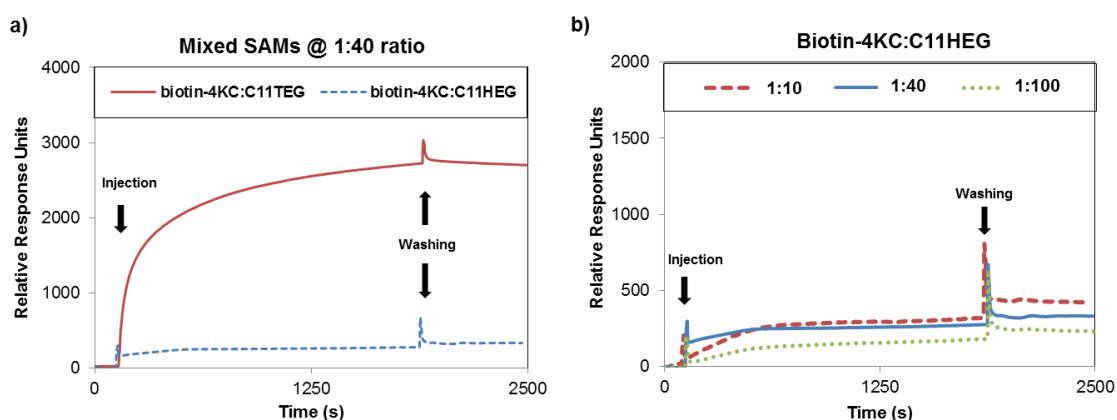 a)
Mixed SAMs @ 1:40 ratio
4000
biotin-4KC:C11TEG
biotin-4KC:C11HEG
3000
Injection
2000
Washing
1000
0
0
1250
2500
Relative Response Units
Time (s)
b)
Biotin-4KC:C11HEG
2000
1:10
1:40
1:100
1500
1000
Washing
500
Injection
0
0
1250
2500
Relative Response Units
Time (s)